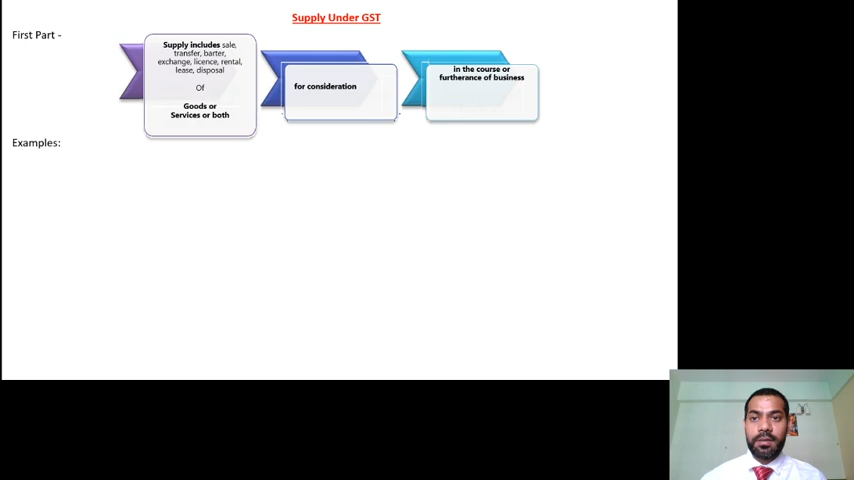 Supply Under GST
First Part -
Supply includes sale,
transfer, barter,
exchange, licence, rental,
lease, disposal
Of
Goods or
Services or both
for consideration
in the course or
furtherance of business
Examples: